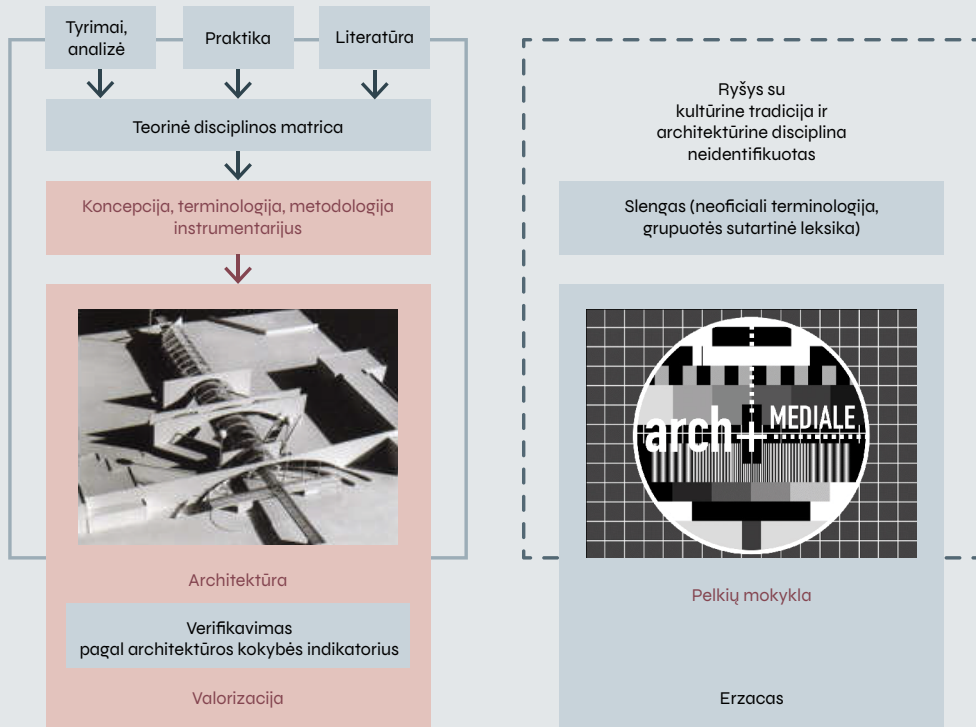 Tyrimai,
analizė
Praktika
Literatūra
Teorinė disciplinos matrica
Koncepcija, terminologija, metodologija
instrumentarijus
Architektūra
Verifikavimas
pagal architektūros kokybės indikatorius
Valorizacija
Ryšys su
kultūrine tradicija ir
architektūrine disciplina
neidentifikuotas
Slengas (neoficiali terminologija,
grupuotės sutartinė leksika)
arch+ MEDIALE
Pelkių mokykla
Erzacas